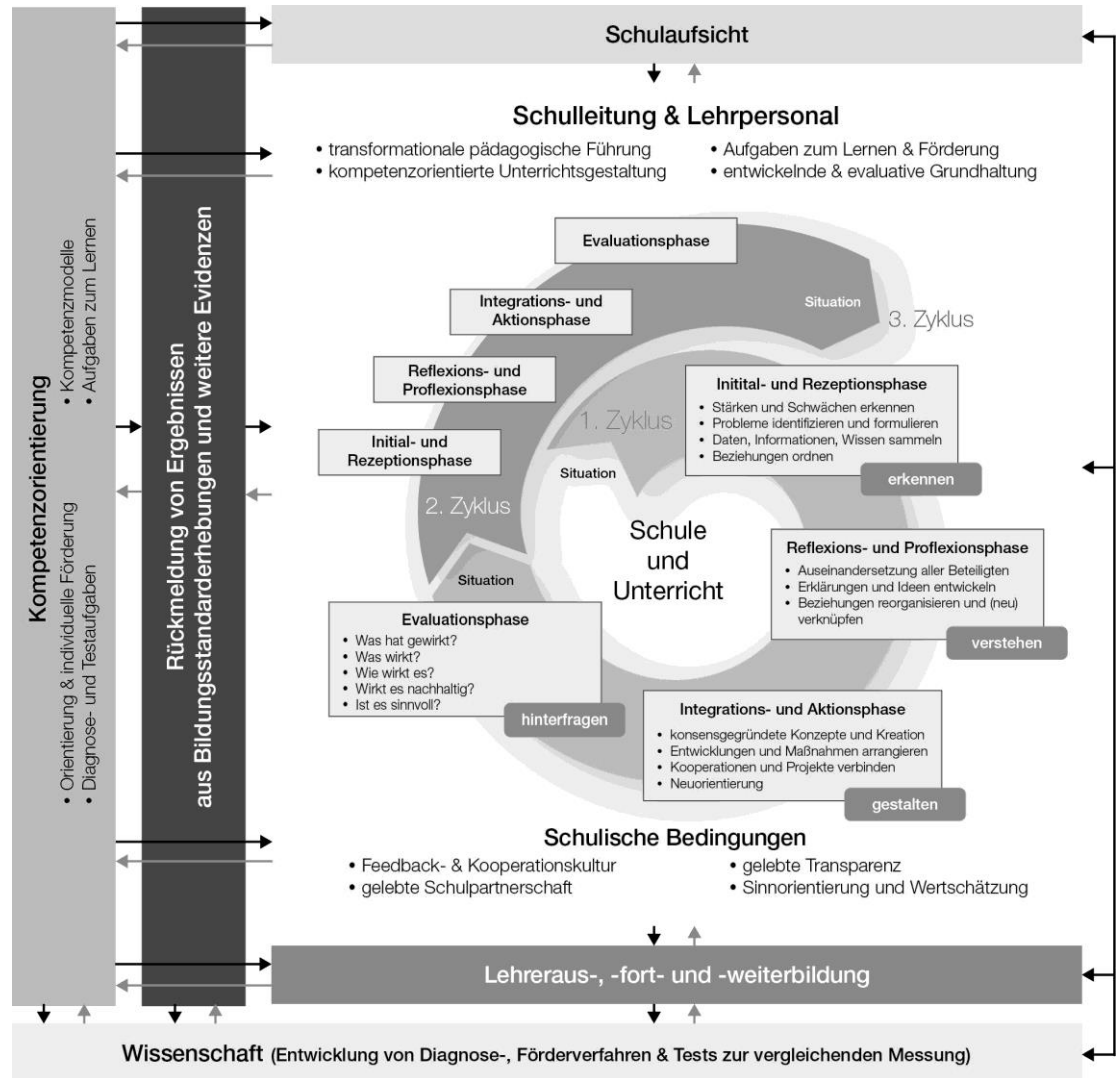 Schulaufsicht
Schulleitung & Lehrpersonal
• transformationale pädagogische Führung
• kompetenzorientierte Unterrichtsgestaltung
• Aufgaben zum Lernen & Förderung
• entwickelnde & evaluative Grundhaltung
Kompetenzorientierung
• Kompetenzmodelle
• Aufgaben zum Lernen
• Orientierung & individuelle Förderung
• Diagnose- und Testaufgaben
Rückmeldung von Ergebnissen
aus Bildungsstandarderhebungen und weitere Evidenzen
Evaluationsphase
Integrations- und
Aktionsphase
Reflexions- und
Proflexionsphase
Initial- und
Rezeptionsphase
Situation
3. Zyklus
1. Zyklus
Situation
2. Zyklus
Situation
Schule
und
Unterricht
Initital- und Rezeptionsphase
• Stärken und Schwächen erkennen
• Probleme identifizieren und formulieren
• Daten, Informationen, Wissen sammeln
• Beziehungen ordnen
erkennen
Reflexions- und Proflexionsphase
• Auseinandersetzung aller Beteiligten
• Erklärungen und Ideen entwickeln
• Beziehungen reorganisieren und (neu)
verknüpfen
verstehen
Evaluationsphase
• Was hat gewirkt?
• Was wirkt?
• Wie wirkt es?
• Wirkt es nachhaltig?
• Ist es sinnvoll?
hinterfragen
Integrations- und Aktionsphase
• konsensgegründete Konzepte und Kreation
• Entwicklungen und Maßnahmen arrangieren
• Kooperationen und Projekte verbinden
• Neuorientierung
gestalten
Schulische Bedingungen
• Feedback- & Kooperationskultur
• gelebte Schulpartnerschaft
• gelebte Transparenz
• Sinnorientierung und Wertschätzung
Lehreraus-, -fort- und -weiterbildung
Wissenschaft (Entwicklung von Diagnose-, Förderverfahren & Tests zur vergleichenden Messung)